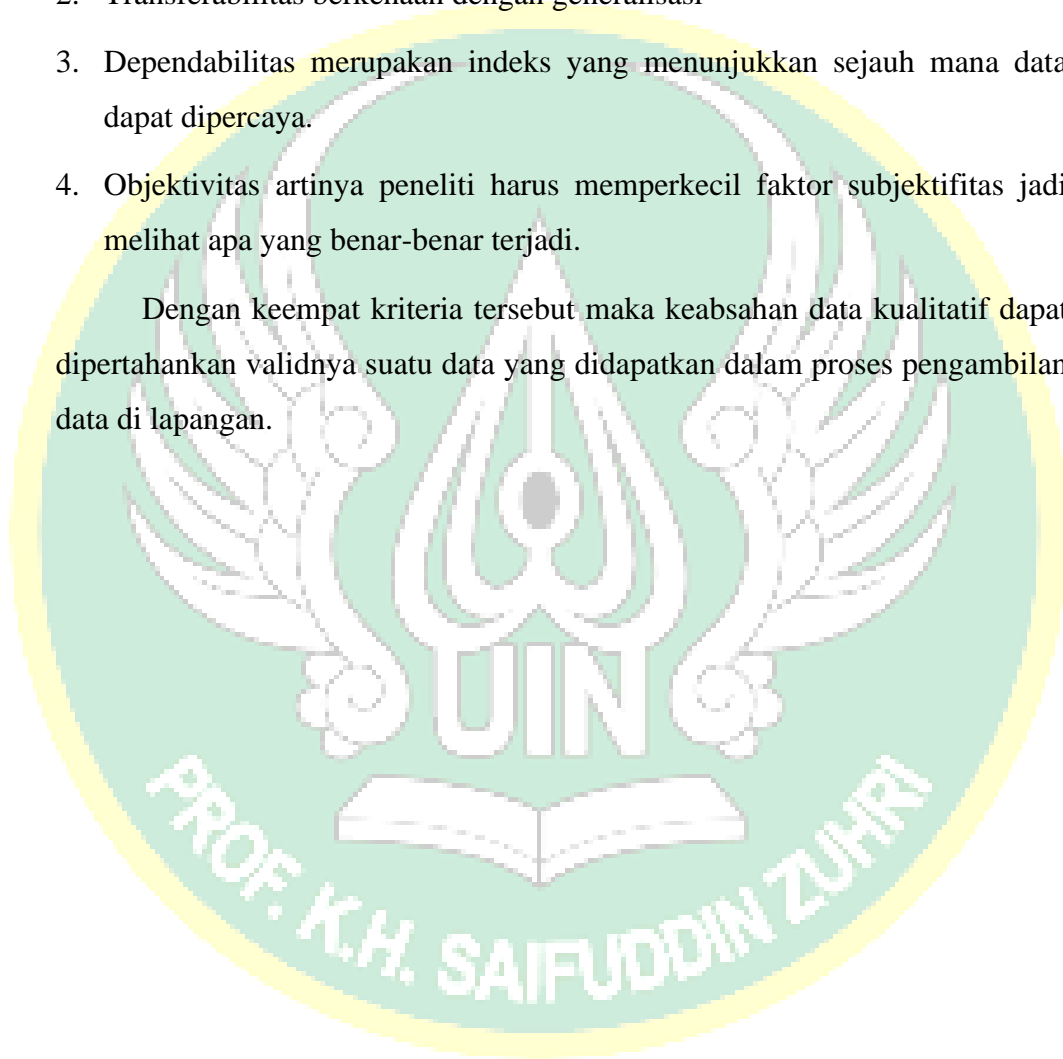 2. Transferabilitas berkenaan dengan generalisasi
3. Dependabilitas merupakan indeks yang menunjukkan sejauh mana data
dapat dipercaya.
4. Objektivitas artinya peneliti harus memperkecil faktor subjektifitas jadi
melihat apa yang benar-benar terjadi.
Dengan keempat kriteria tersebut maka keabsahan data kualitatif dapat
dipertahankan validnya suatu data yang didapatkan dalam proses pengambilan
data di lapangan.
UIN
PROF. K.H. SAIFUDDIN ZUHRI